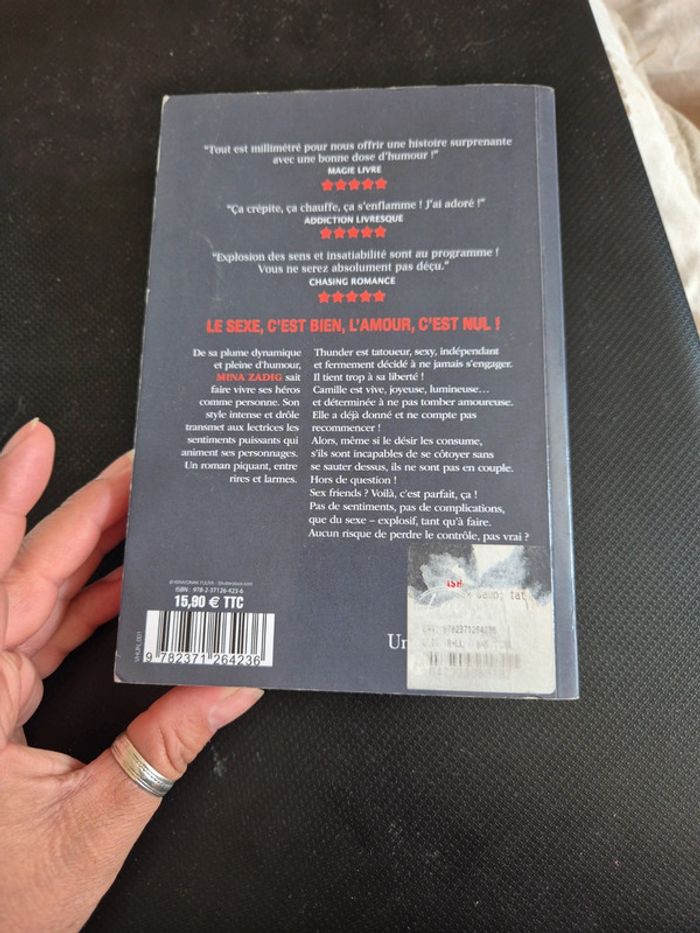 "Tout est millimétré pour nous offrir une histoire surprenante
avec une bonne dose d'humour !"
MAGIE LIVRE
"Ça crépite, ça chauffe, ça s'enflamme ! J'ai adoré !"
ADDICTION LIVRESQUE
"Explosion des sens et insatiabilité sont au programme !
Vous ne serez absolument pas déçu."
CHASING ROMANCE
LE SEXE, C'EST BIEN, L'AMOUR, C'EST NUL !
De sa plume dynamique
et pleine d'humour,
MINA ZADIG sait
faire vivre ses héros
comme personne. Son
style intense et drôle
transmet aux lectrices les
sentiments puissants qui
animent ses personnages.
Un roman piquant, entre
rires et larmes.
Thunder est tatoueur, sexy, indépendant
et fermement décidé à ne jamais s'engager.
Il tient trop à sa liberté !
Camille est vive, joyeuse, lumineuse…
et déterminée à ne pas tomber amoureuse.
Elle a déjà donné et ne compte pas
recommencer !
Alors, même si le désir les consume,
s'ils sont incapables de se côtoyer sans
se sauter dessus, ils ne sont pas en couple.
Hors de question !
Sex friends ? Voilà, c'est parfait, ça !
Pas de sentiments, pas de complications,
que du sexe – explosif, tant qu'à faire.
Aucun risque de perdre le contrôle, pas vrai ?
ISBN : 978-2-37126-423-6
15,90 € TTC
VHUN_001
9 782371 264236
Un
tat
9782371264236